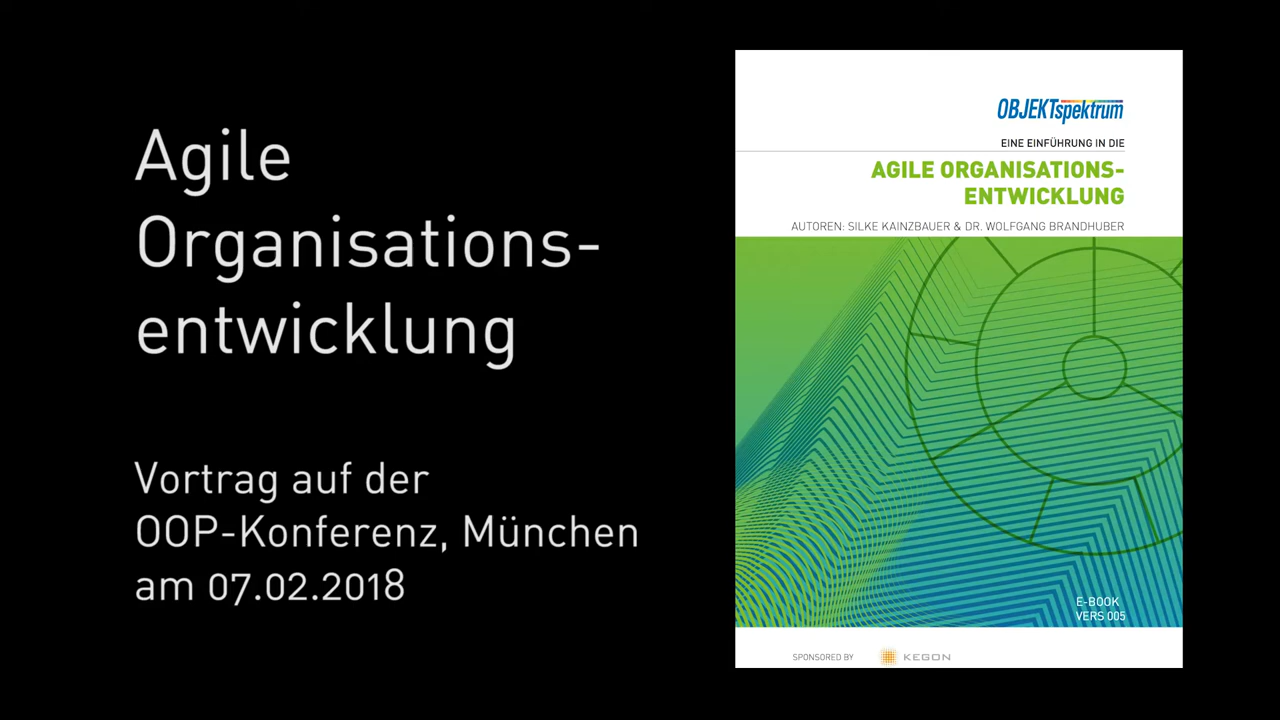 Agile
Organisations-
entwicklung
Vortrag auf der
OOP-Konferenz, München
am 07.02.2018
OBJEKTspektrum
EINE EINFÜHRUNG IN DIE
AGILE ORGANISATIONS-
ENTWICKLUNG
AUTOREN: SILKE KAINZBAUER & DR. WOLFGANG BRANDHUBER
E-BOOK
VERS 005
SPONSORED BY KEGON